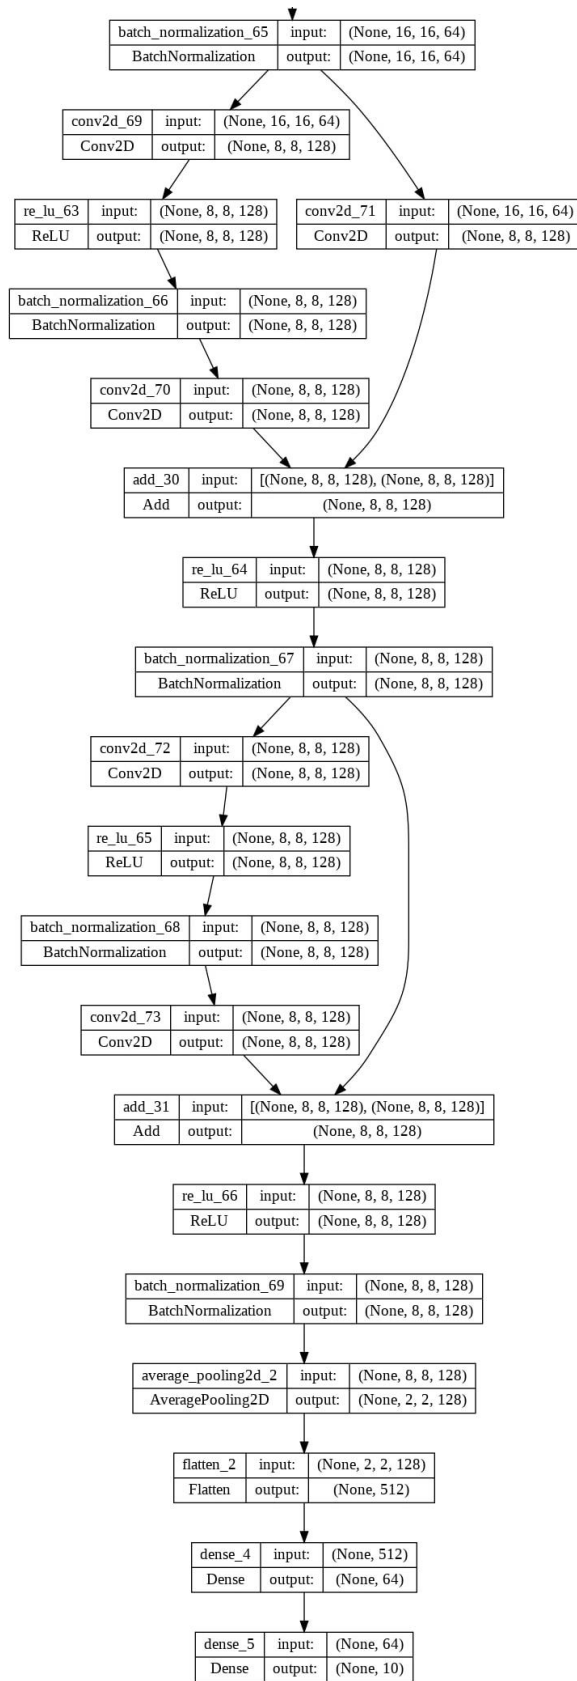 batch_normalization_65 input: (None, 16, 16, 64)
BatchNormalization output: (None, 16, 16, 64)
conv2d_69 input: (None, 16, 16, 64)
Conv2D output: (None, 8, 8, 128)
re_lu_63 input: (None, 8, 8, 128)
ReLU output: (None, 8, 8, 128)
conv2d_71 input: (None, 16, 16, 64)
Conv2D output: (None, 8, 8, 128)
batch_normalization_66 input: (None, 8, 8, 128)
BatchNormalization output: (None, 8, 8, 128)
conv2d_70 input: (None, 8, 8, 128)
Conv2D output: (None, 8, 8, 128)
add_30 input: [(None, 8, 8, 128), (None, 8, 8, 128)]
Add output: (None, 8, 8, 128)
re_lu_64 input: (None, 8, 8, 128)
ReLU output: (None, 8, 8, 128)
batch_normalization_67 input: (None, 8, 8, 128)
BatchNormalization output: (None, 8, 8, 128)
conv2d_72 input: (None, 8, 8, 128)
Conv2D output: (None, 8, 8, 128)
re_lu_65 input: (None, 8, 8, 128)
ReLU output: (None, 8, 8, 128)
batch_normalization_68 input: (None, 8, 8, 128)
BatchNormalization output: (None, 8, 8, 128)
conv2d_73 input: (None, 8, 8, 128)
Conv2D output: (None, 8, 8, 128)
add_31 input: [(None, 8, 8, 128), (None, 8, 8, 128)]
Add output: (None, 8, 8, 128)
re_lu_66 input: (None, 8, 8, 128)
ReLU output: (None, 8, 8, 128)
batch_normalization_69 input: (None, 8, 8, 128)
BatchNormalization output: (None, 8, 8, 128)
average_pooling2d_2 input: (None, 8, 8, 128)
AveragePooling2D output: (None, 2, 2, 128)
flatten_2 input: (None, 2, 2, 128)
Flatten output: (None, 512)
dense_4 input: (None, 512)
Dense output: (None, 64)
dense_5 input: (None, 64)
Dense output: (None, 10)